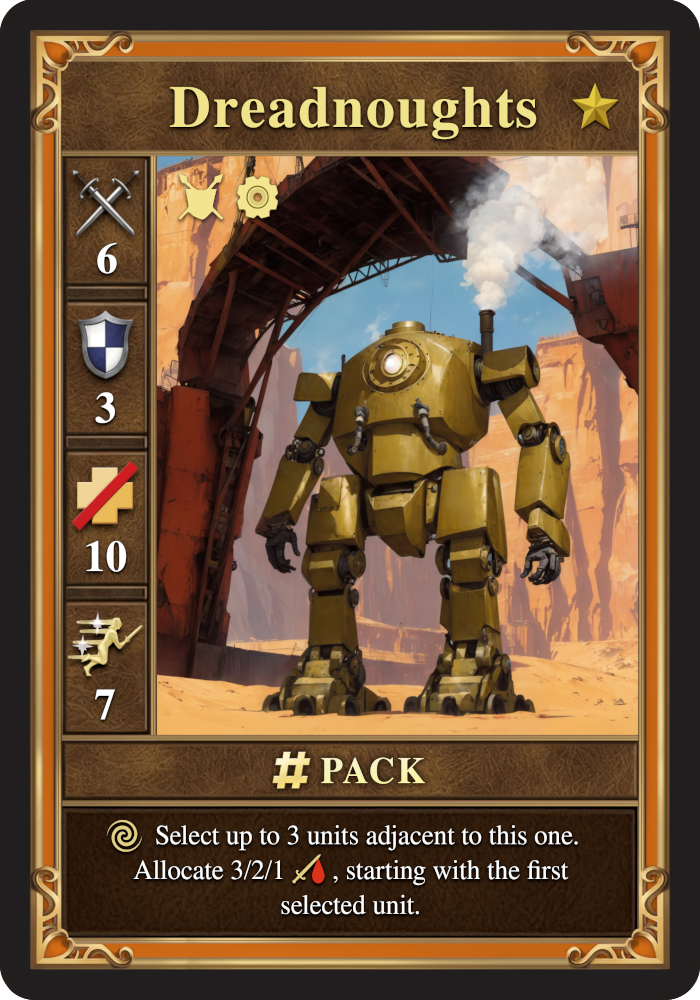 Dreadnoughts
6
3
10
7
# PACK
Select up to 3 units adjacent to this one.
Allocate 3/2/1 , starting with the first
selected unit.